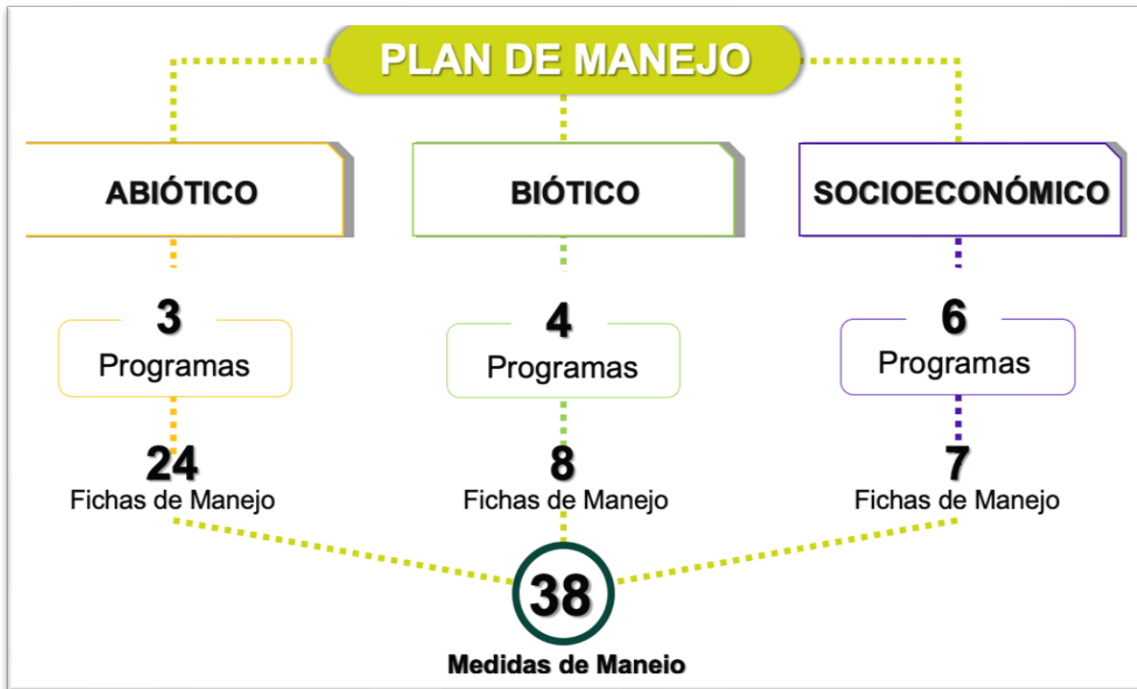 PLAN DE MANEJO
ABIÓTICO
BIÓTICO
SOCIOECONÓMICO
3
Programas
4
Programas
6
Programas
24
Fichas de Manejo
8
Fichas de Manejo
7
Fichas de Manejo
38
Medidas de Manejo